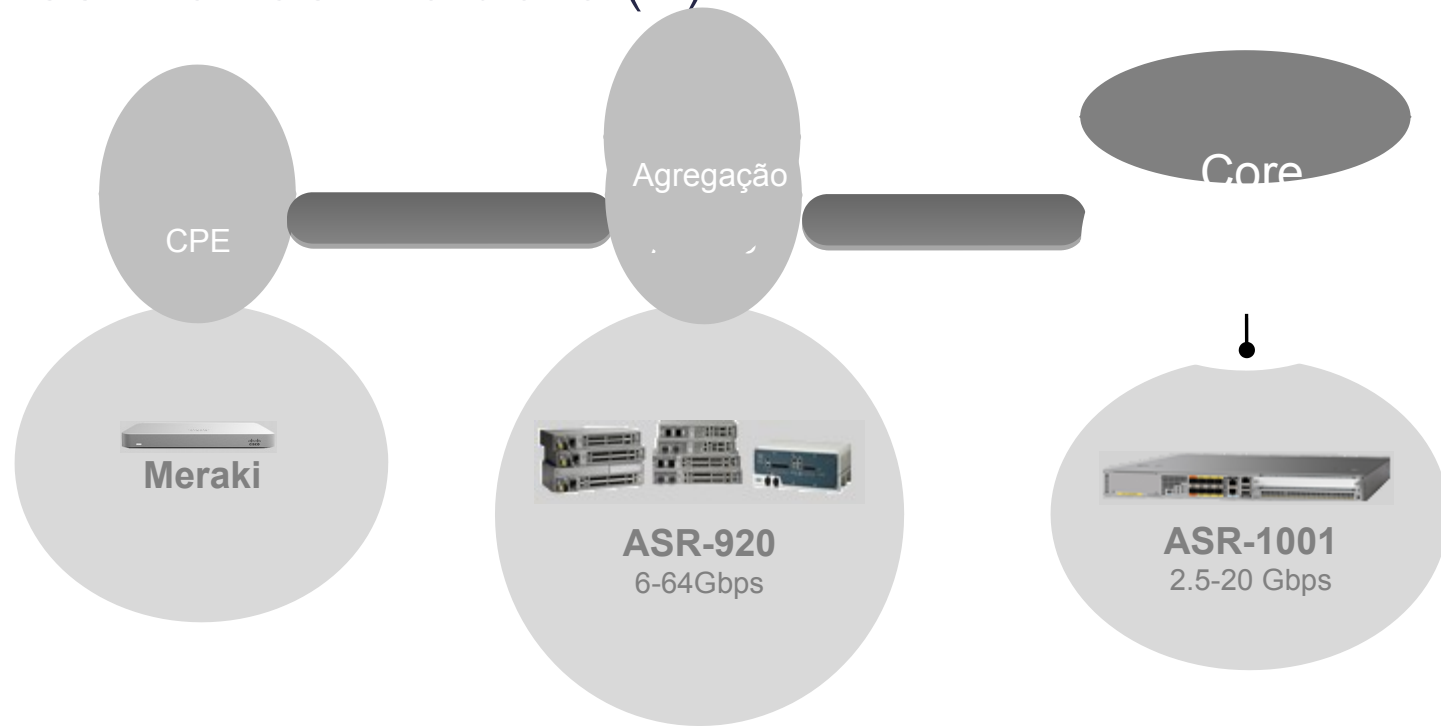 CPE
Agregação
Core
Meraki
ASR-920
6-64Gbps
ASR-1001
2.5-20 Gbps